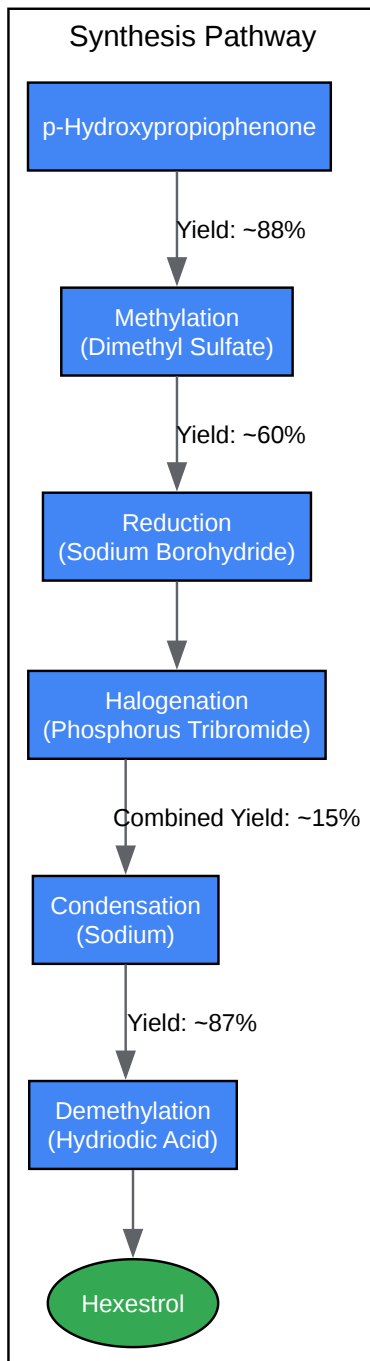 Synthesis Pathway
p-Hydroxypropiophenone
Yield: ~88%
Methylation
(Dimethyl Sulfate)
Yield: ~60%
Reduction
(Sodium Borohydride)
Halogenation
(Phosphorus Tribromide)
Combined Yield: ~15%
Condensation
(Sodium)
Yield: ~87%
Demethylation
(Hydriodic Acid)
Hexestrol